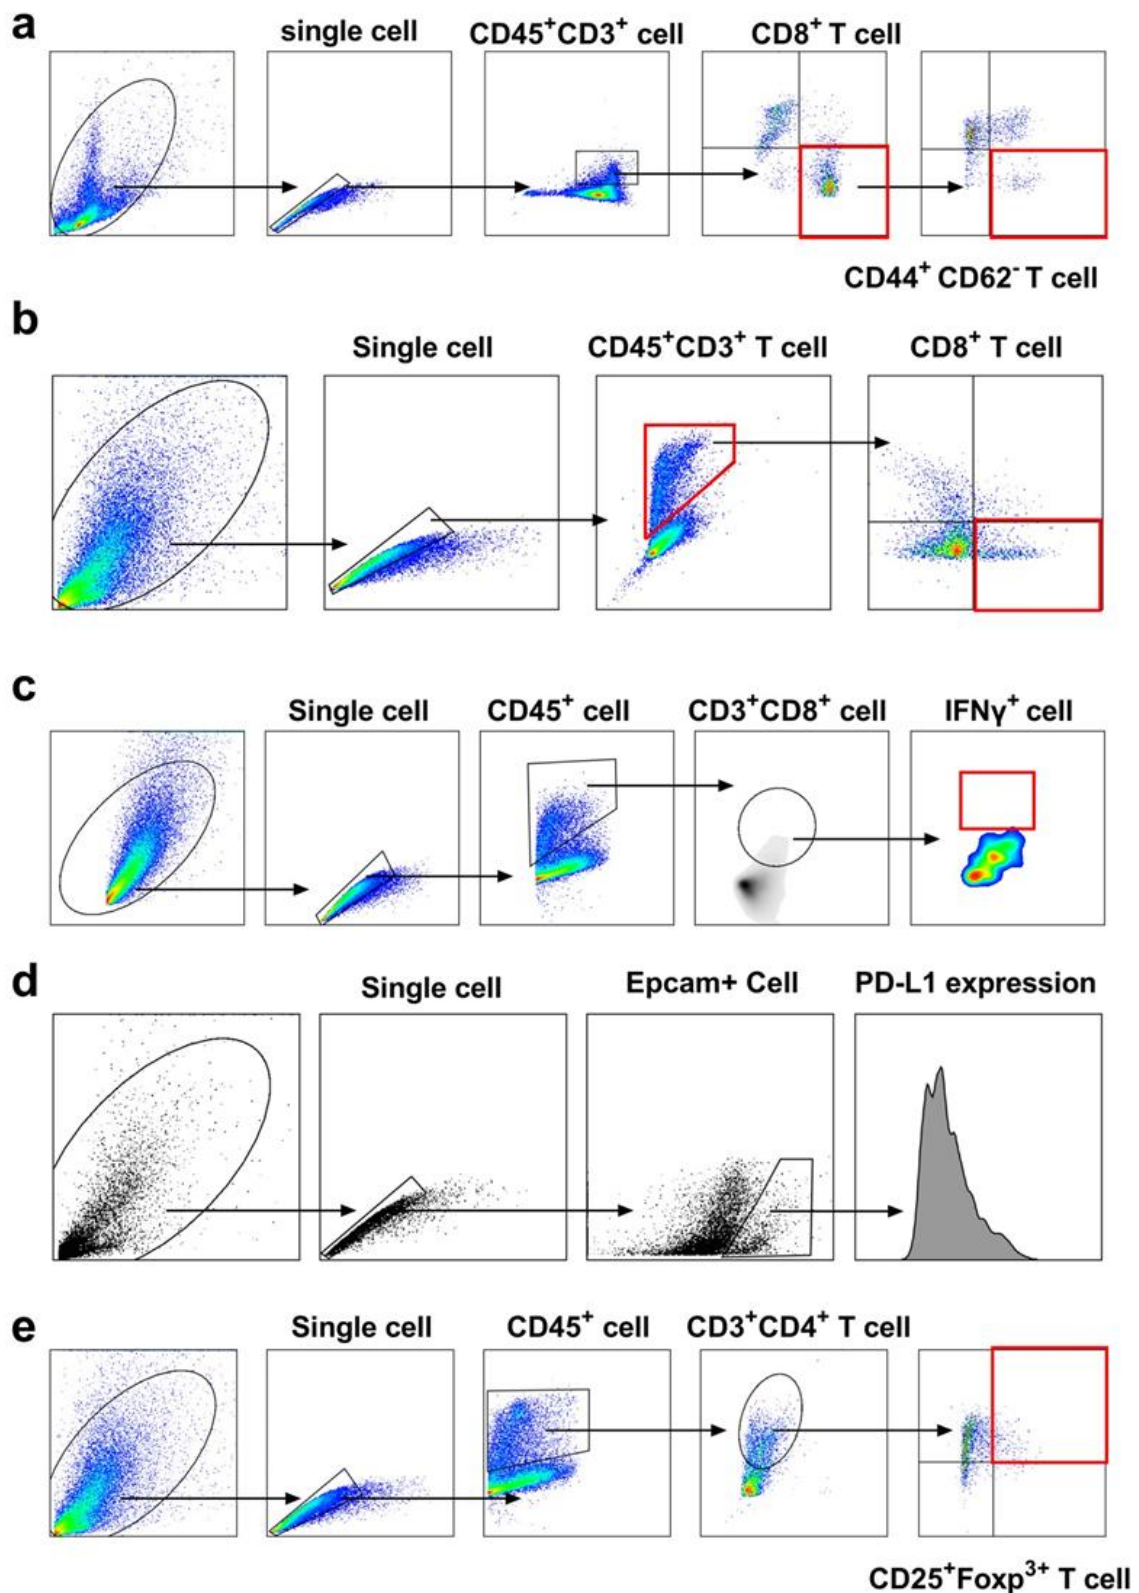 a
single cell
CD45⁺CD3⁺ cell
CD8⁺ T cell
CD44⁺ CD62⁻ T cell
b
Single cell
CD45⁺CD3⁺ T cell
CD8⁺ T cell
c
Single cell
CD45⁺ cell
CD3⁺CD8⁺ cell
IFNγ⁺ cell
d
Single cell
Epcam+ Cell
PD-L1 expression
e
Single cell
CD45⁺ cell
CD3⁺CD4⁺ T cell
CD25⁺Foxp³⁺ T cell